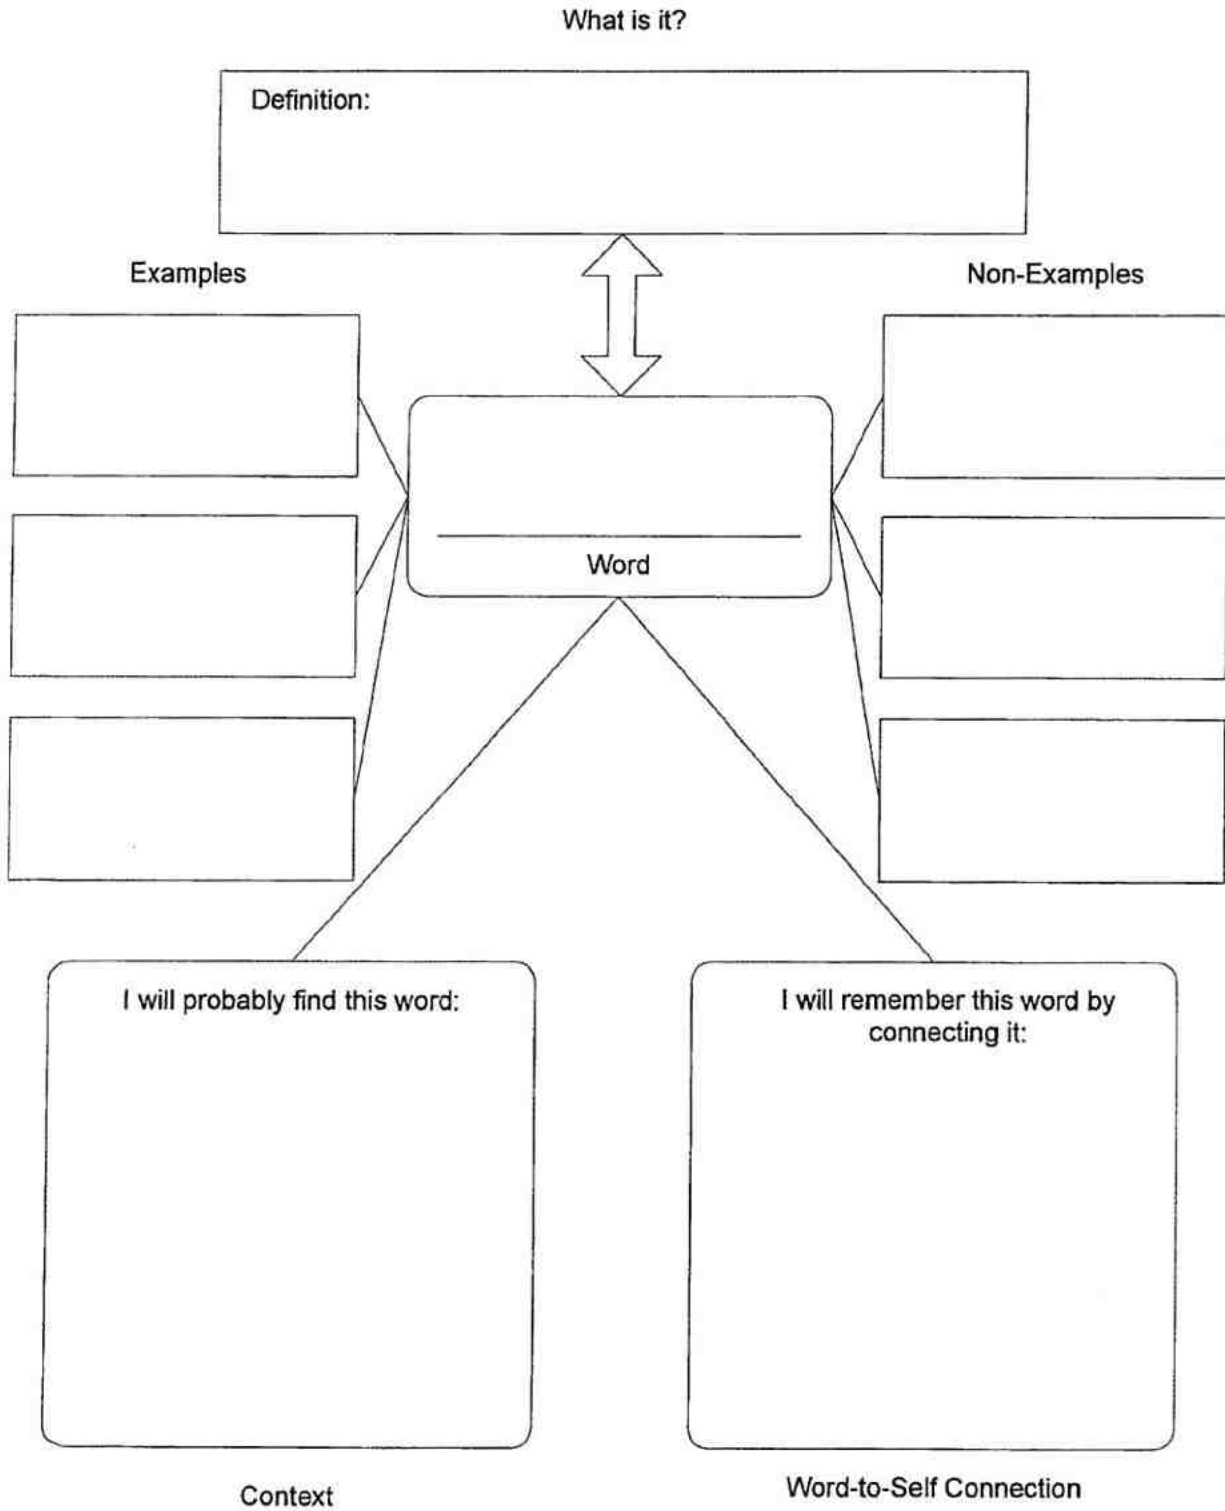 What is it?
Definition:
Examples
Non-Examples
Word
I will probably find this word:
I will remember this word by
connecting it:
Context
Word-to-Self Connection